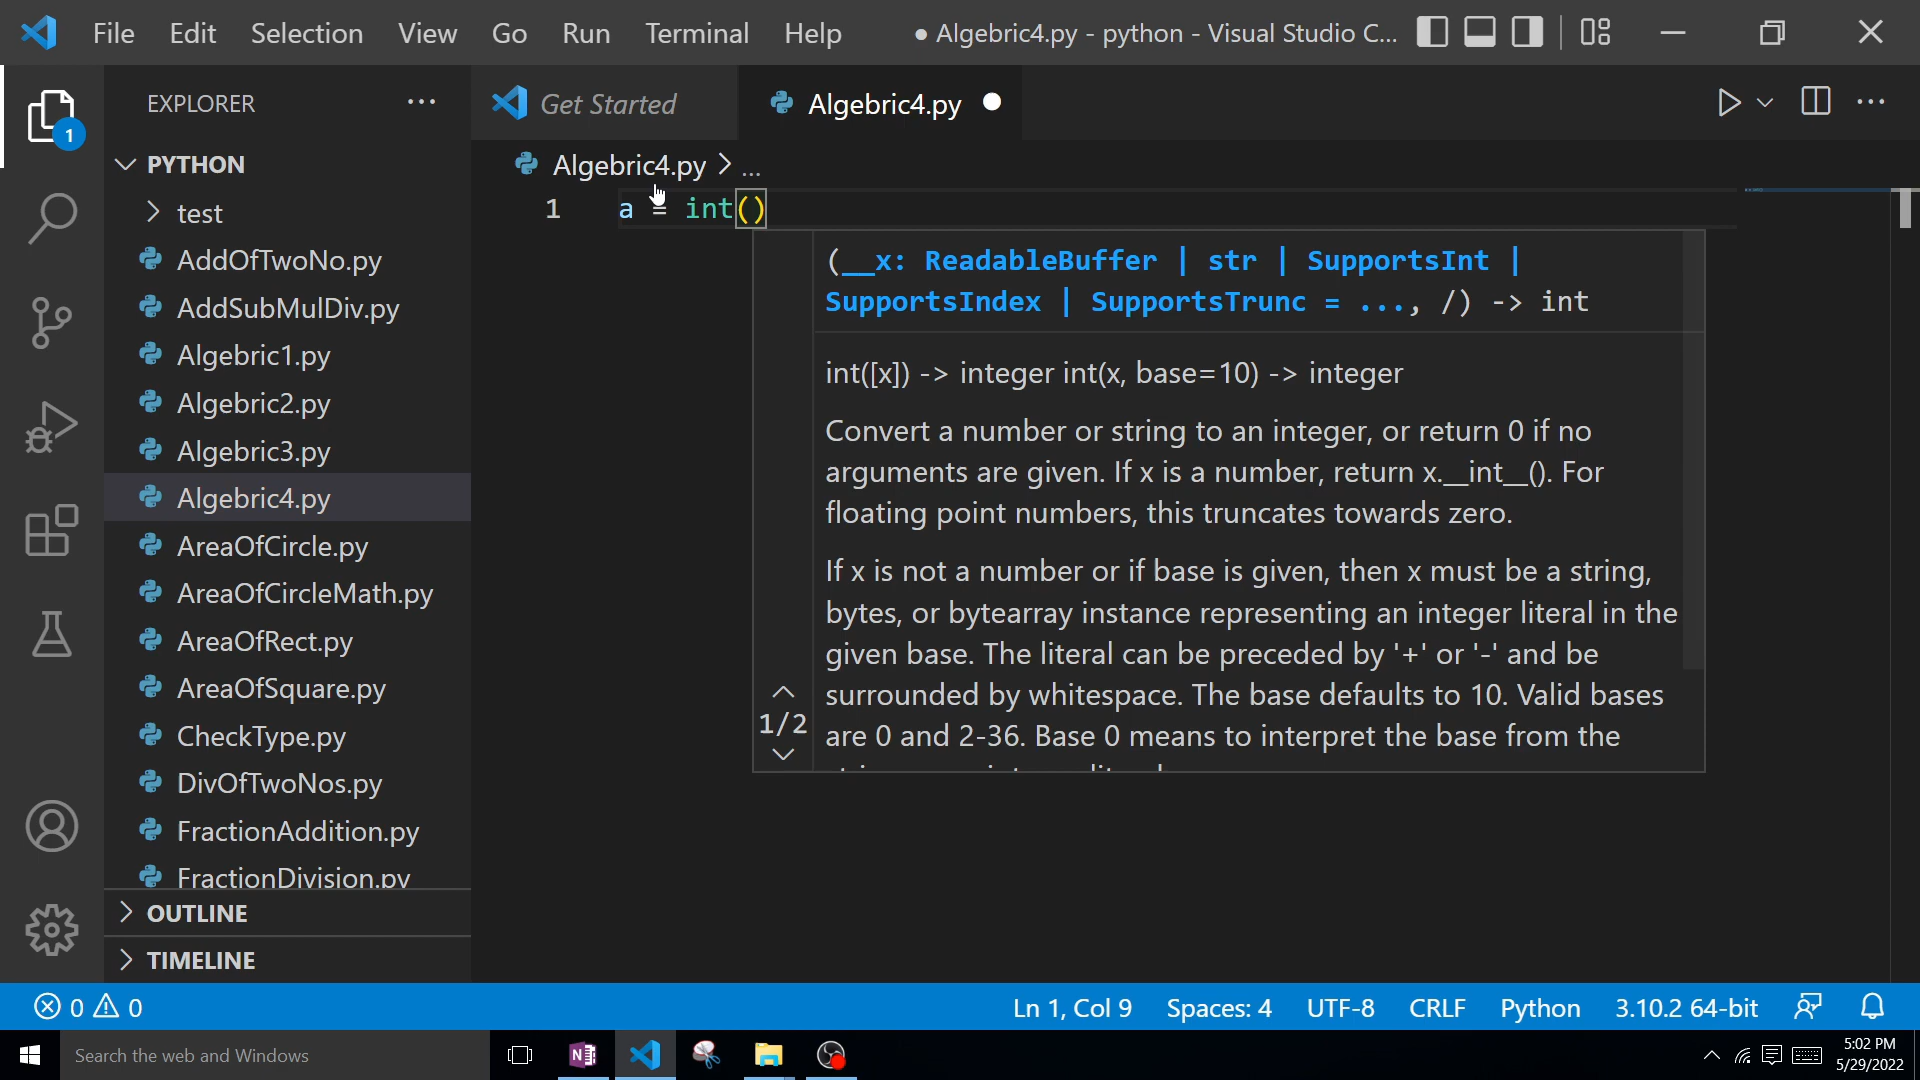 File Edit Selection View Go Run Terminal Help
● Algebric4.py - python - Visual Studio C...
EXPLORER ...
Get Started
Algebric4.py
PYTHON
Algebric4.py > ...
test
1 a = int()
AddOfTwoNo.py
AddSubMulDiv.py
Algebric1.py
Algebric2.py
Algebric3.py
Algebric4.py
AreaOfCircle.py
AreaOfCircleMath.py
AreaOfRect.py
AreaOfSquare.py
CheckType.py
DivOfTwoNos.py
FractionAddition.py
FractionDivision.py
OUTLINE
TIMELINE
1
(__x: ReadableBuffer | str | SupportsInt |
SupportsIndex | SupportsTrunc = ..., /) -> int
int([x]) -> integer int(x, base=10) -> integer
Convert a number or string to an integer, or return 0 if no
arguments are given. If x is a number, return x.__int__(). For
floating point numbers, this truncates towards zero.
If x is not a number or if base is given, then x must be a string,
bytes, or bytearray instance representing an integer literal in the
given base. The literal can be preceded by '+' or '-' and be
surrounded by whitespace. The base defaults to 10. Valid bases
are 0 and 2-36. Base 0 means to interpret the base from the
1/2
0 0
Ln 1, Col 9 Spaces: 4 UTF-8 CRLF Python 3.10.2 64-bit
Search the web and Windows
5:02 PM
5/29/2022